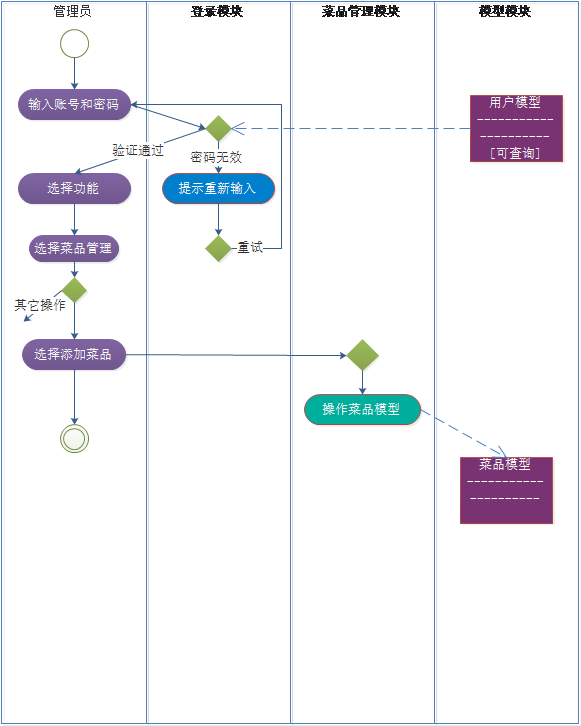 管理员
登录模块
菜品管理模块
模型模块
输入账号和密码
用户模型
-----------
----------
[可查询]
验证通过
密码无效
选择功能
提示重新输入
选择菜品管理
重试
其它操作
选择添加菜品
操作菜品模型
菜品模型
-----------
----------